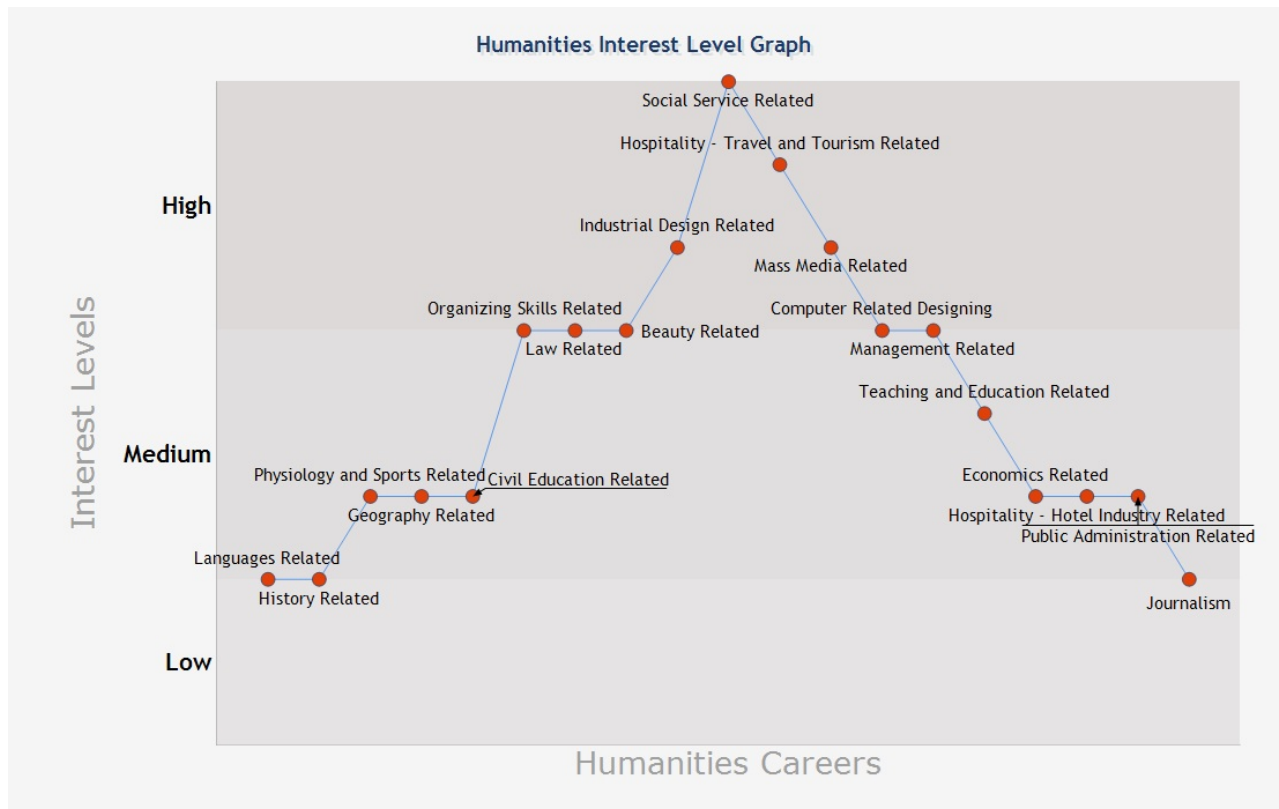 Humanities Interest Level Graph
Social Service Related
Hospitality - Travel and Tourism Related
High
Industrial Design Related
Mass Media Related
Organizing Skills Related
Computer Related Designing
Beauty Related
Law Related
Management Related
Interest Levels
Teaching and Education Related
Medium
Physiology and Sports Related
Civil Education Related
Economics Related
Geography Related
Hospitality - Hotel Industry Related
Public Administration Related
Languages Related
History Related
Journalism
Low
Humanities Careers